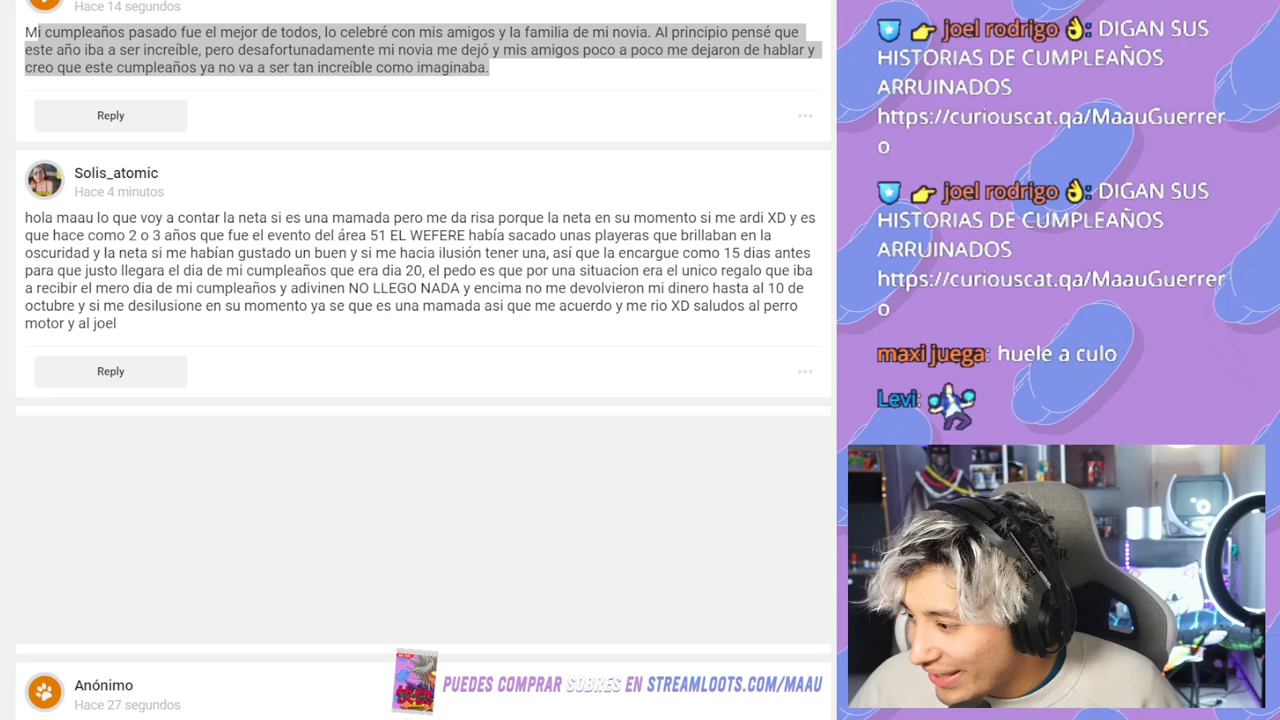 Hace 14 segundos
Mi cumpleaños pasado fue el mejor de todos, lo celebré con mis amigos y la familia de mi novia. Al principio pensé que
este año iba a ser increíble, pero desafortunadamente mi novia me dejó y mis amigos poco a poco me dejaron de hablar y
creo que este cumpleaños ya no va a ser tan increíble como imaginaba.
Reply
Solis_atomic
Hace 4 minutos
hola maau lo que voy a contar la neta si es una mamada pero me da risa porque la neta en su momento si me ardi XD y es
que hace como 2 o 3 años que fue el evento del área 51 EL WEFERE había sacado unas playeras que brillaban en la
oscuridad y la neta si me habían gustado un buen y si me hacia ilusión tener una, así que la encargue como 15 dias antes
para que justo llegara el dia de mi cumpleaños que era dia 20, el pedo es que por una situacion era el unico regalo que iba
a recibir el mero dia de mi cumpleaños y adivinen NO LLEGO NADA y encima no me devolvieron mi dinero hasta al 10 de
octubre y si me desilusione en su momento ya se que es una mamada asi que me acuerdo y me rio XD saludos al perro
motor y al joel
Reply
Anónimo
Hace 27 segundos
PUEDES COMPRAR SOBRES EN STREAMLOOTS.COM/MAAU
joel rodrigo: DIGAN SUS
HISTORIAS DE CUMPLEAÑOS
ARRUINADOS
https://curiouscat.qa/MaauGuerrer
o
joel rodrigo: DIGAN SUS
HISTORIAS DE CUMPLEAÑOS
ARRUINADOS
https://curiouscat.qa/MaauGuerrer
o
maxi juega: huele a culo
Levi: